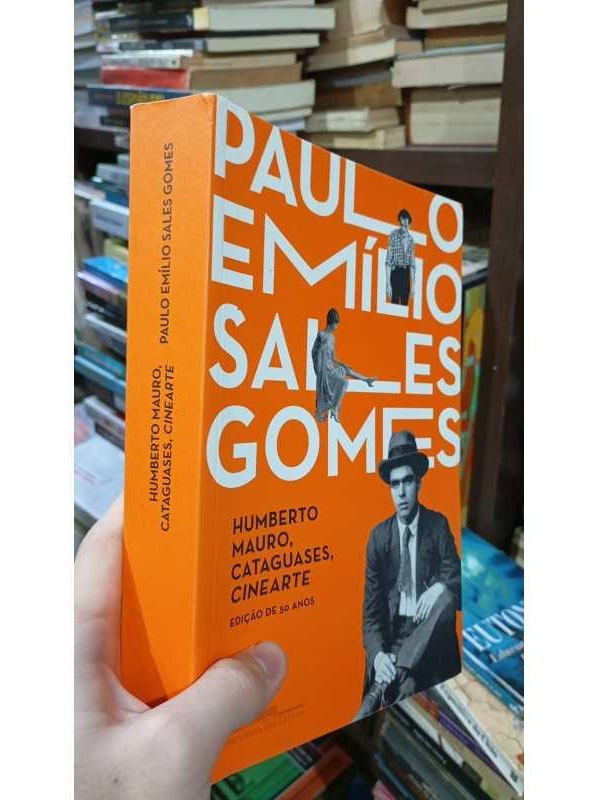 PAULO
EMÍLIO
SALES
GOMES
HUMBERTO
MAURO,
CATAGUASES,
CINEARTE
EDIÇÃO DE 50 ANOS
PAULO EMÍLIO SALES GOMES
HUMBERTO MAURO,
CATAGUASES, CINEARTE